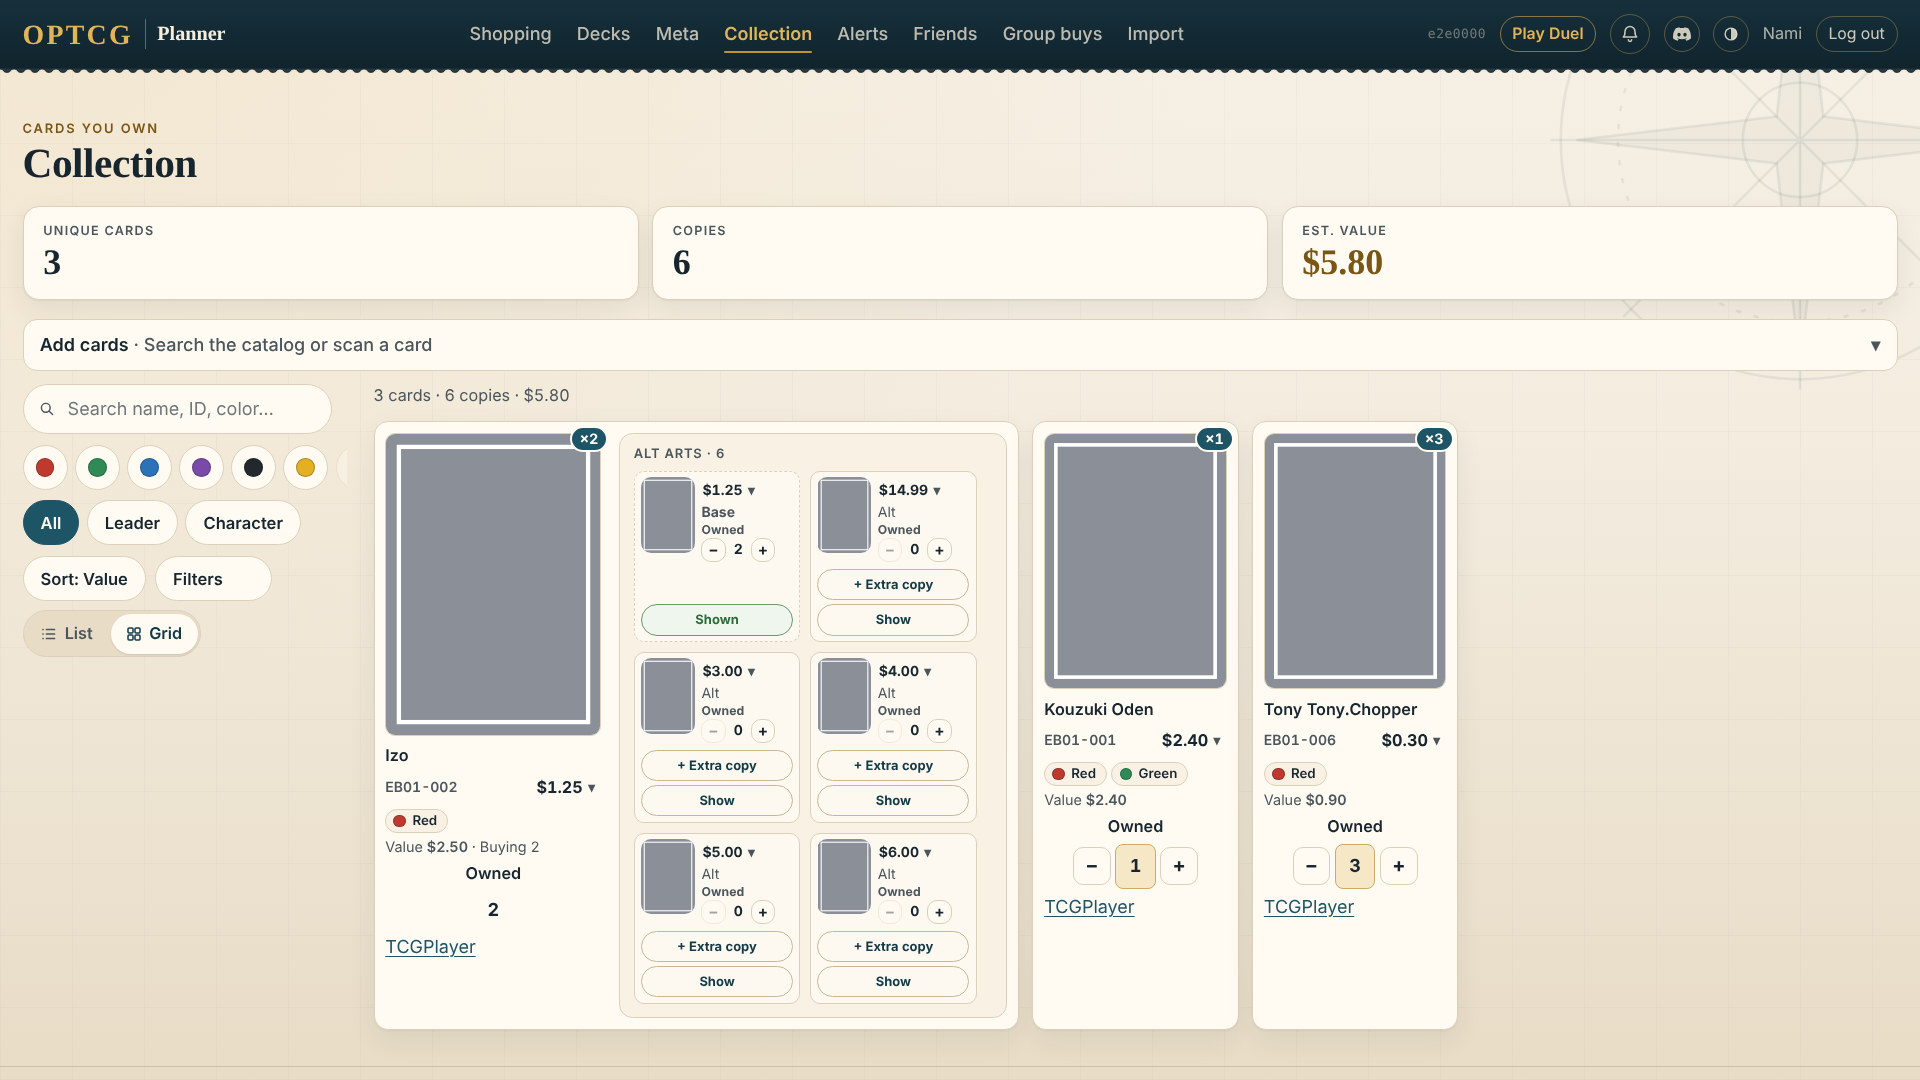 OPTCG Planner
Shopping Decks Meta Collection Alerts Friends Group buys Import
e2e0000 Play Duel Nami Log out
CARDS YOU OWN
Collection
UNIQUE CARDS
3
COPIES
6
EST. VALUE
$5.80
Add cards · Search the catalog or scan a card ▼
Search name, ID, color...
All Leader Character
Sort: Value Filters
List Grid
3 cards · 6 copies · $5.80
×2
Izo
EB01-002 $1.25 ▼
Red
Value $2.50 · Buying 2
Owned
2
TCGPlayer
ALT ARTS · 6
$1.25 ▼
Base
Owned
− 2 +
Shown
$14.99 ▼
Alt
Owned
− 0 +
+ Extra copy
Show
$3.00 ▼
Alt
Owned
− 0 +
+ Extra copy
Show
$4.00 ▼
Alt
Owned
− 0 +
+ Extra copy
Show
$5.00 ▼
Alt
Owned
− 0 +
+ Extra copy
Show
$6.00 ▼
Alt
Owned
− 0 +
+ Extra copy
Show
×1
Kouzuki Oden
EB01-001 $2.40 ▼
Red Green
Value $2.40
Owned
− 1 +
TCGPlayer
×3
Tony Tony.Chopper
EB01-006 $0.30 ▼
Red
Value $0.90
Owned
− 3 +
TCGPlayer